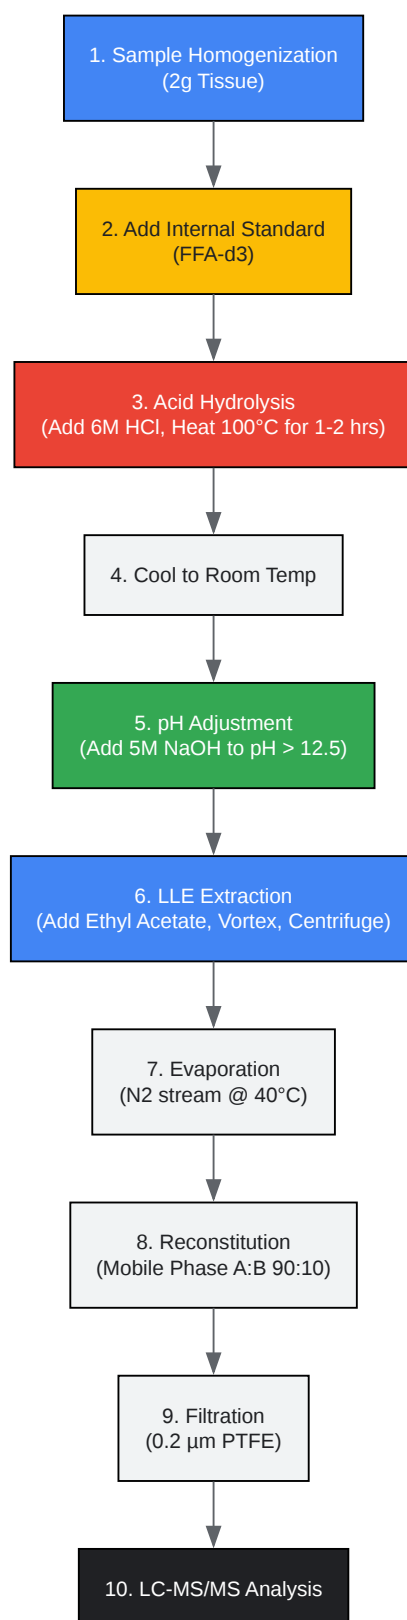 1. Sample Homogenization
(2g Tissue)
2. Add Internal Standard
(FFA-d3)
3. Acid Hydrolysis
(Add 6M HCl, Heat 100°C for 1-2 hrs)
4. Cool to Room Temp
5. pH Adjustment
(Add 5M NaOH to pH > 12.5)
6. LLE Extraction
(Add Ethyl Acetate, Vortex, Centrifuge)
7. Evaporation
(N2 stream @ 40°C)
8. Reconstitution
(Mobile Phase A:B 90:10)
9. Filtration
(0.2 µm PTFE)
10. LC-MS/MS Analysis